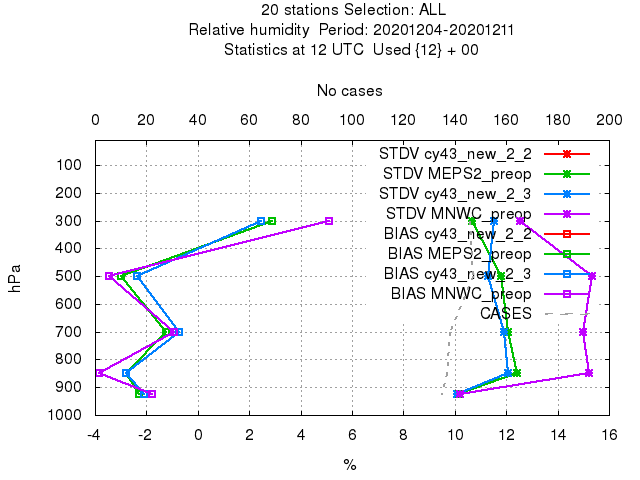 20 stations Selection: ALL
Relative humidity Period: 20201204-20201211
Statistics at 12 UTC Used {12} + 00
No cases
0 20 40 60 80 100 120 140 160 180 200
STDV cy43_new_2_2
STDV MEPS2_preop
STDV cy43_new_2_3
STDV MNWC_preop
BIAS cy43_new_2_2
BIAS MEPS2_preop
BIAS cy43_new_2_3
BIAS MNWC_preop
CASES
hPa
100
200
300
400
500
600
700
800
900
1000
-4 -2 0 2 4 6 8 10 12 14 16
%